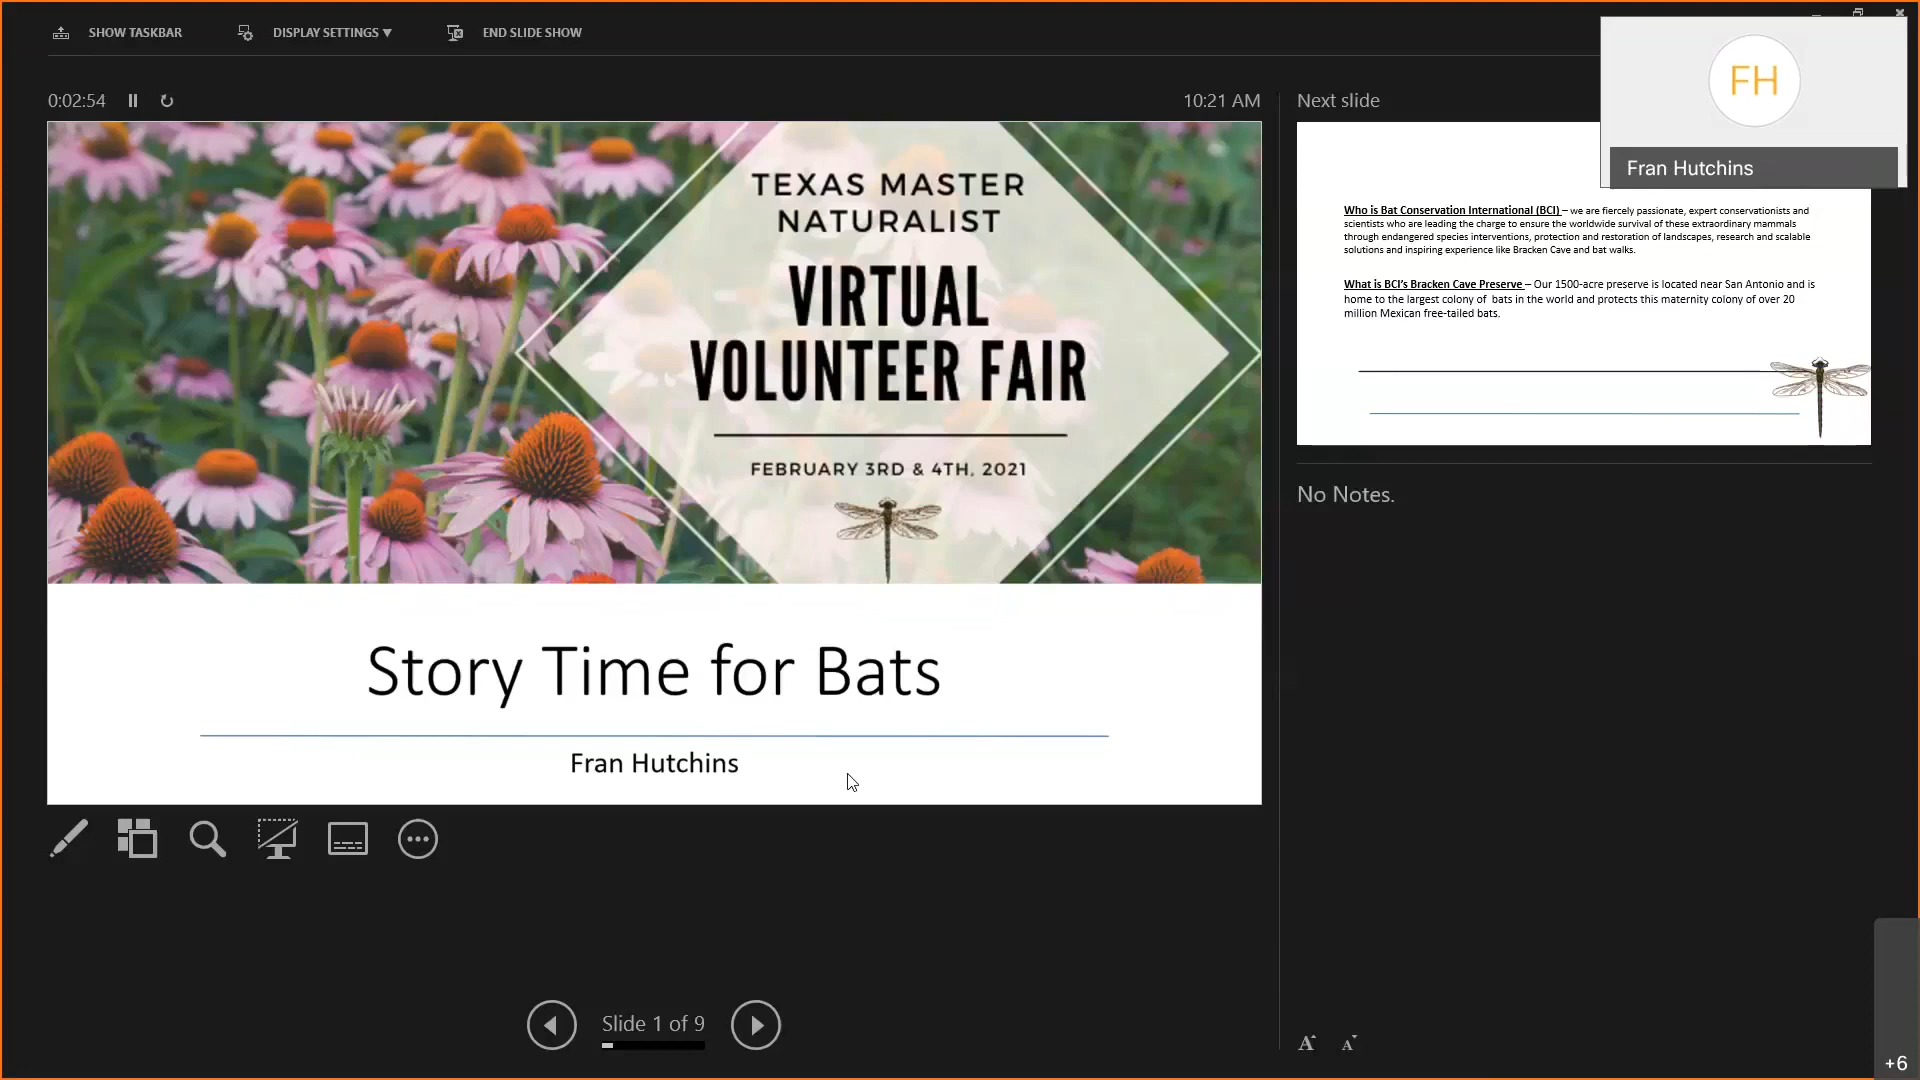 SHOW TASKBAR
DISPLAY SETTINGS ▼
END SLIDE SHOW
0:02:54
10:21 AM
Next slide
FH
Fran Hutchins
TEXAS MASTER
NATURALIST
VIRTUAL
VOLUNTEER FAIR
FEBRUARY 3RD & 4TH, 2021
Story Time for Bats
Fran Hutchins
Who is Bat Conservation International (BCI) – we are fiercely passionate, expert conservationists and
scientists who are leading the charge to ensure the worldwide survival of these extraordinary mammals
through endangered species interventions, protection and restoration of landscapes, research and scalable
solutions and inspiring experience like Bracken Cave and bat walks.
What is BCI's Bracken Cave Preserve – Our 1500-acre preserve is located near San Antonio and is
home to the largest colony of bats in the world and protects this maternity colony of over 20
million Mexican free-tailed bats.
No Notes.
Slide 1 of 9
A A
+6